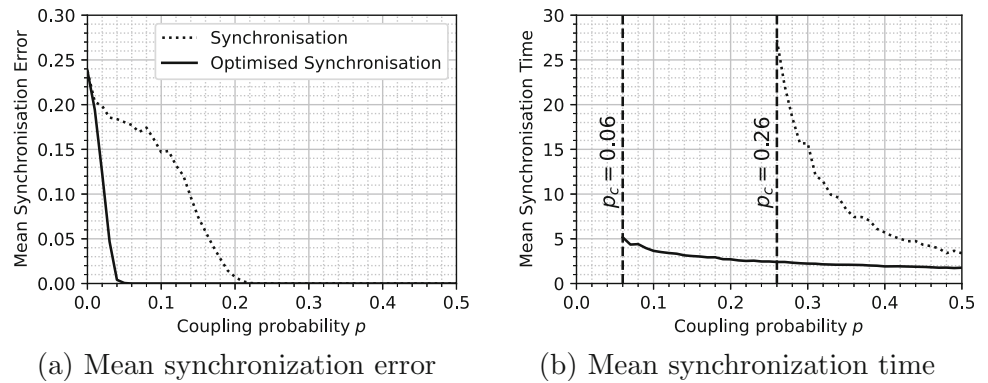 0.30
0.25
0.20
0.15
0.10
0.05
0.00
Mean Synchronisation Error
Synchronisation
Optimised Synchronisation
0.0 0.1 0.2 0.3 0.4 0.5
Coupling probability p
(a) Mean synchronization error
30
25
20
15
10
5
0
Mean Synchronisation Time
p_c = 0.06
p_c = 0.26
0.0 0.1 0.2 0.3 0.4 0.5
Coupling probability p
(b) Mean synchronization time